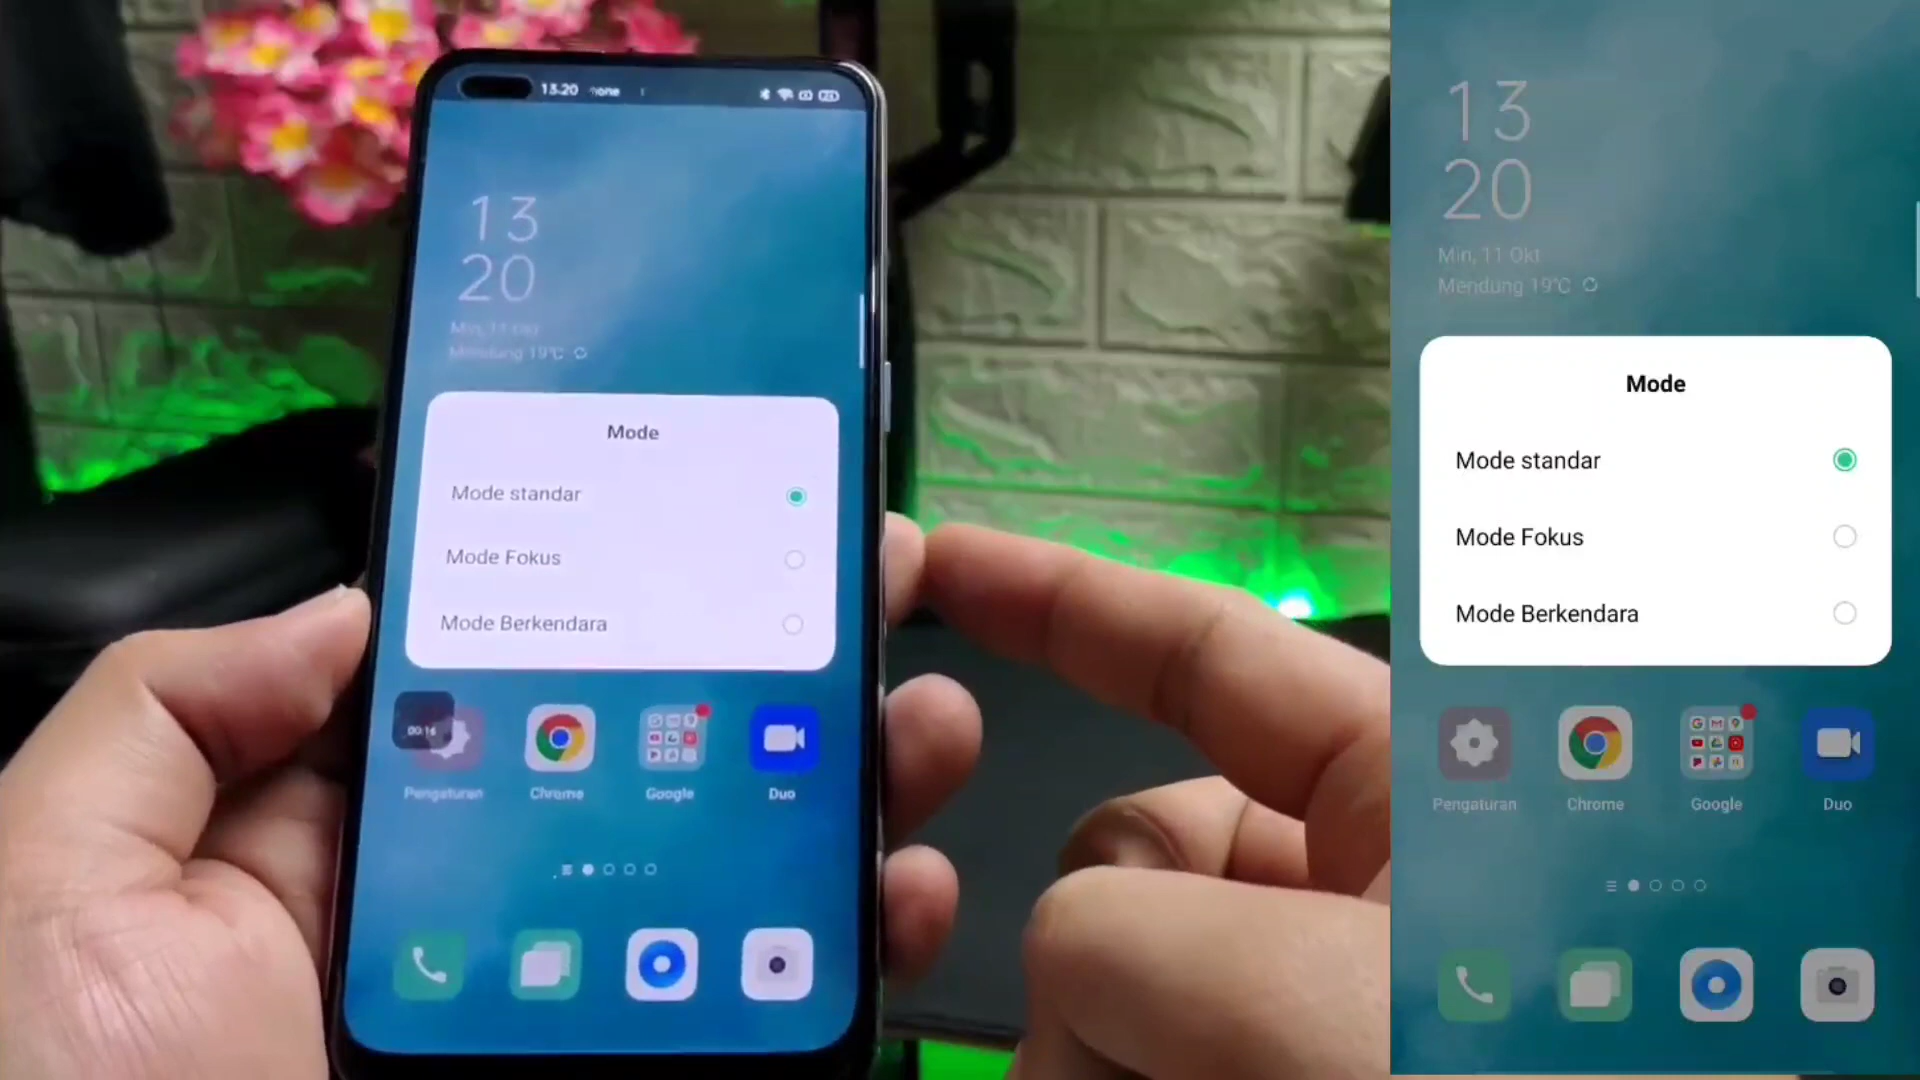 13.20
13
20
Min, 11 Okt
Mendung 19°C
Mode
Mode standar
Mode Fokus
Mode Berkendara
00:16
Pengaturan
Chrome
Google
Duo
13
20
Min, 11 Okt
Mendung 19°C
Mode
Mode standar
Mode Fokus
Mode Berkendara
Pengaturan
Chrome
Google
Duo